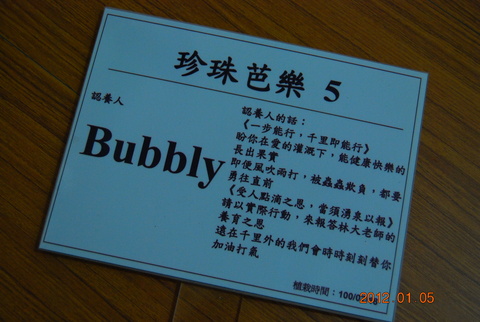 珍珠芭樂 5
認養人
Bubbly
認養人的話：
《一步能行，千里即能行》
盼你在愛的灌溉下，能健康快樂的
長出果實
即便風吹雨打，被蟲蟲欺負，都要
勇往直前
《受人點滴之恩，當須湧泉以報》
請以實際行動，來報答林大老師的
養育之恩
遠在千里外的我們會時時刻刻替你
加油打氣
植栽時間：100/0
2012.01.05